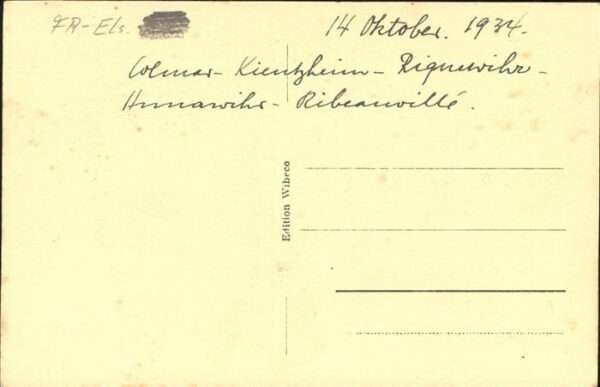 FR-Els.
14 Oktober. 1934.
Colmar- Kientzheim- Riquewihr-
Hunawihr- Ribeauvillé.
Edition Wibeco